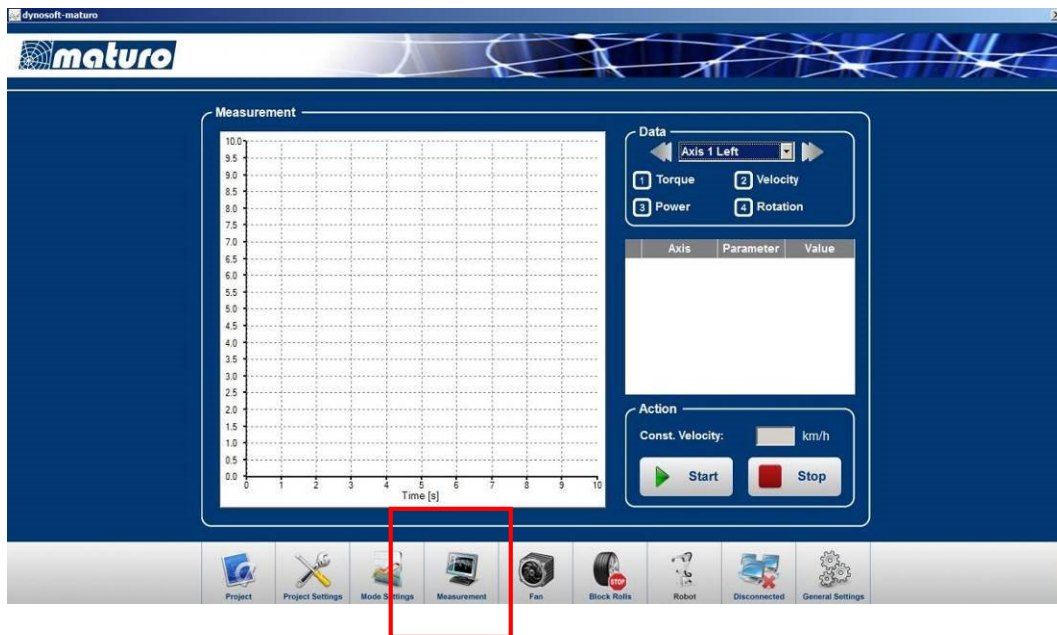 dynosoft-maturo
maturo
Measurement
10.0
9.5
9.0
8.5
8.0
7.5
7.0
6.5
6.0
5.5
5.0
4.5
4.0
3.5
3.0
2.5
2.0
1.5
1.0
0.5
0.0
0 1 2 3 4 5 6 7 8 9 10
Time [s]
Data
Axis 1 Left
1 Torque 2 Velocity
3 Power 4 Rotation
Axis Parameter Value
Action
Const. Velocity: km/h
Start Stop
Project Project Settings Mode Settings Measurement Fan Block Rolls Robot Disconnected General Settings
STOP